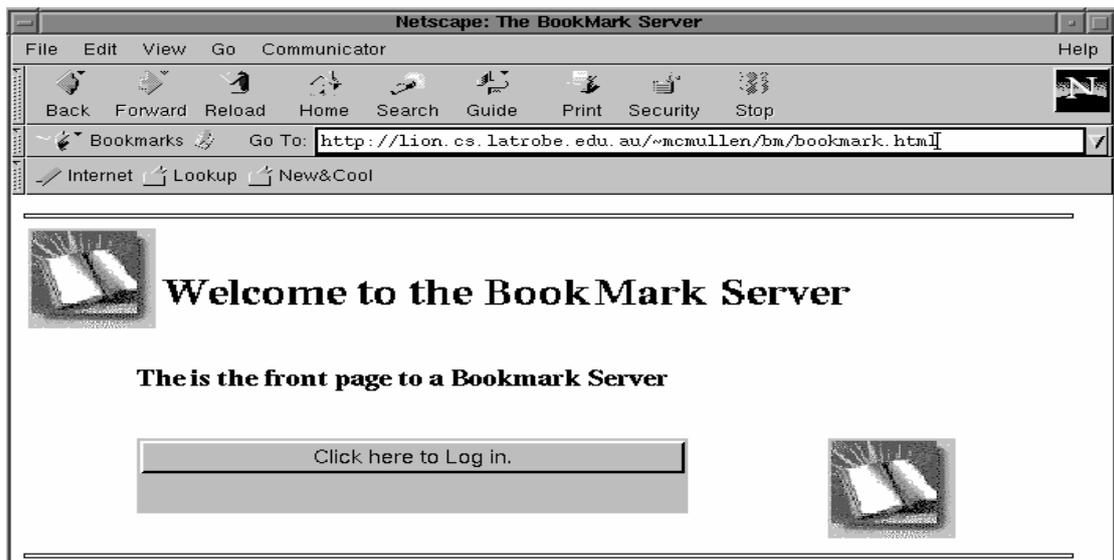 Netscape: The BookMark Server
File Edit View Go Communicator Help
Back Forward Reload Home Search Guide Print Security Stop
N
Bookmarks Go To: http://lion.cs.latrobe.edu.au/~mcmullen/bm/bookmark.html
Internet Lookup New&Cool
Welcome to the BookMark Server
The is the front page to a Bookmark Server
Click here to Log in.